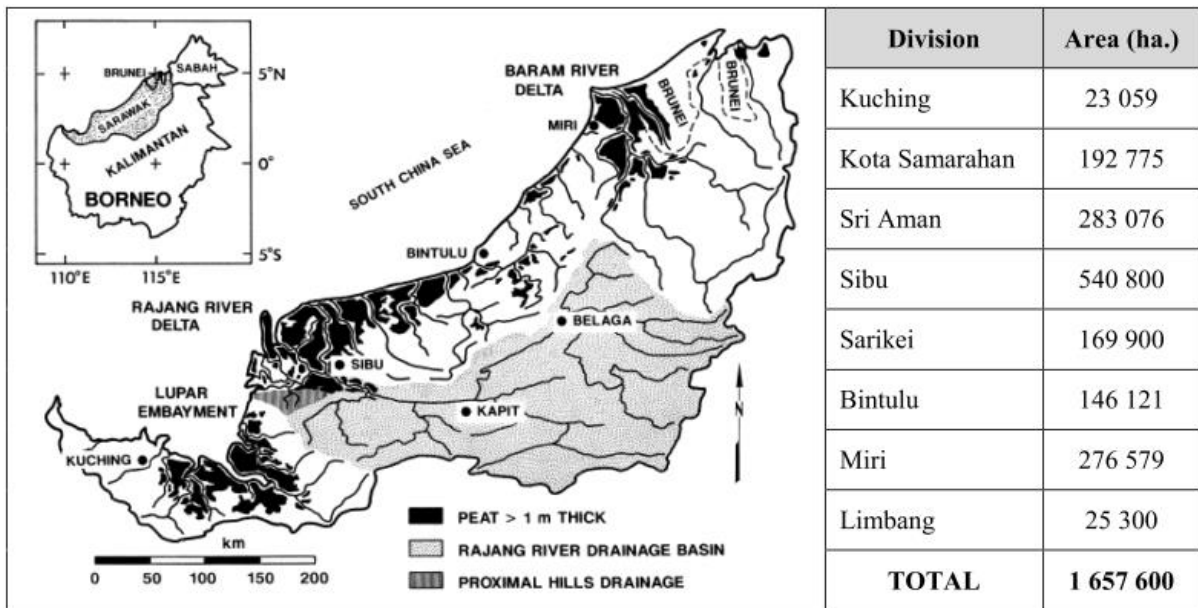 BRUNEI
SABAH
5°N
SARAWAK
KALIMANTAN
0°
BORNEO
5°S
110°E
115°E
BARAM RIVER
DELTA
BRUNEI
BRUNEI
MIRI
SOUTH CHINA SEA
BINTULU
RAJANG RIVER
DELTA
BELAGA
SIBU
LUPAR
EMBAYMENT
KAPIT
N
KUCHING
km
0 50 100 150 200
PEAT > 1 m THICK
RAJANG RIVER DRAINAGE BASIN
PROXIMAL HILLS DRAINAGE
Division Area (ha.)
Kuching 23 059
Kota Samarahan 192 775
Sri Aman 283 076
Sibu 540 800
Sarikei 169 900
Bintulu 146 121
Miri 276 579
Limbang 25 300
TOTAL 1 657 600